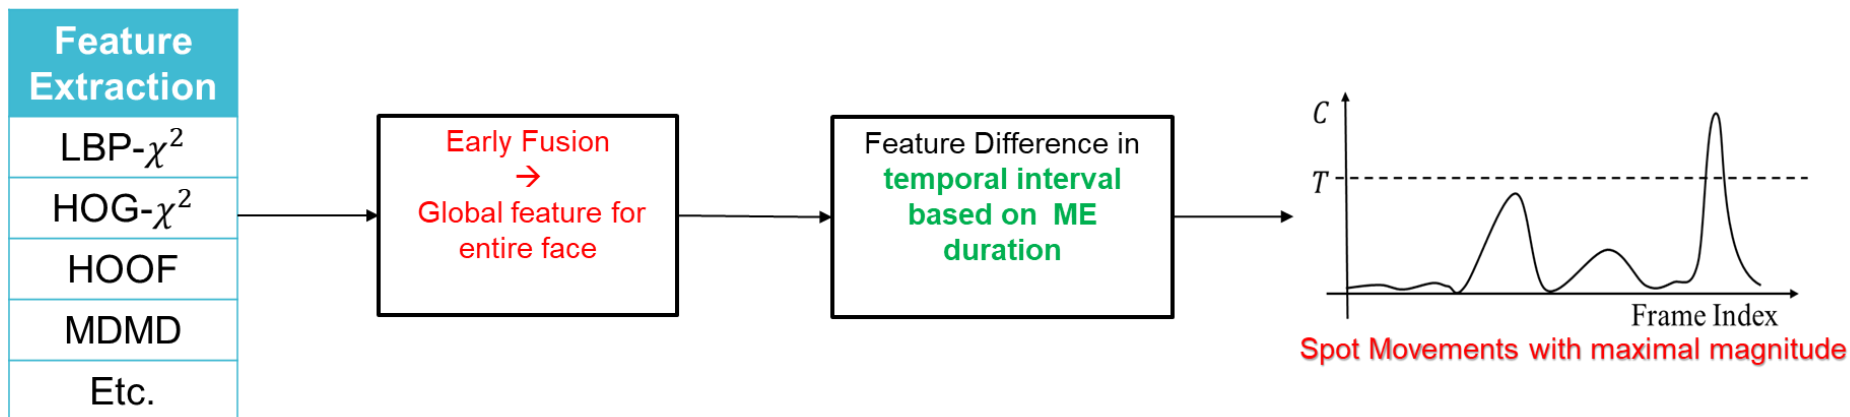 Feature
Extraction
LBP-χ²
HOG-χ²
HOOF
MDMD
Etc.
Early Fusion
→
Global feature for
entire face
Feature Difference in
temporal interval
based on ME
duration
C
T
Frame Index
Spot Movements with maximal magnitude